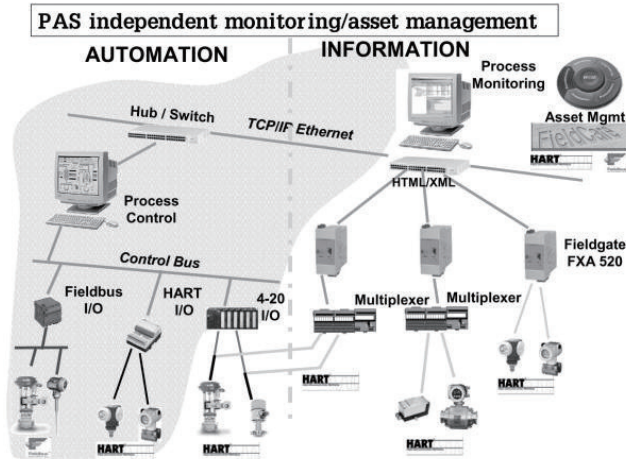 PAS independent monitoring/asset management
AUTOMATION
INFORMATION
Process
Monitoring
Hub / Switch
TCP/IP Ethernet
Asset Mgmt
FieldCare
HART
HTML/XML
Process
Control
Control Bus
Fieldgate
FXA 520
Fieldbus
I/O
HART
I/O
4-20
I/O
Multiplexer
Multiplexer
HART
HART
HART
HART
HART